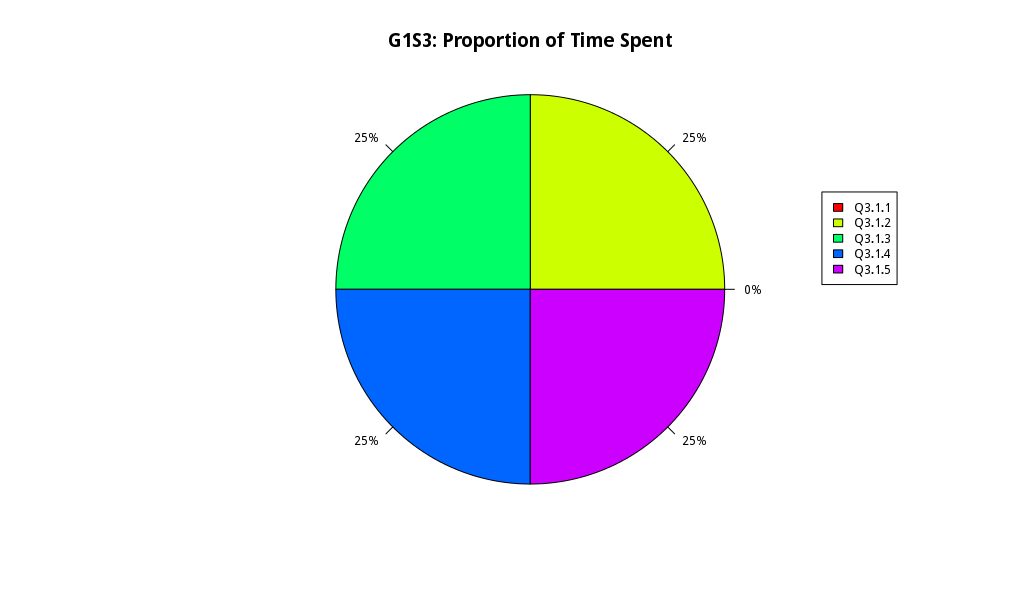 G1S3: Proportion of Time Spent
25%
25%
0%
25%
25%
Q3.1.1
Q3.1.2
Q3.1.3
Q3.1.4
Q3.1.5